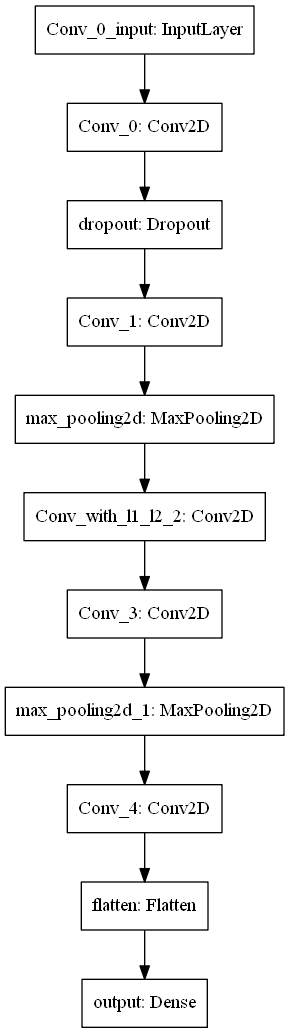 Conv_0_input: InputLayer
Conv_0: Conv2D
dropout: Dropout
Conv_1: Conv2D
max_pooling2d: MaxPooling2D
Conv_with_l1_l2_2: Conv2D
Conv_3: Conv2D
max_pooling2d_1: MaxPooling2D
Conv_4: Conv2D
flatten: Flatten
output: Dense